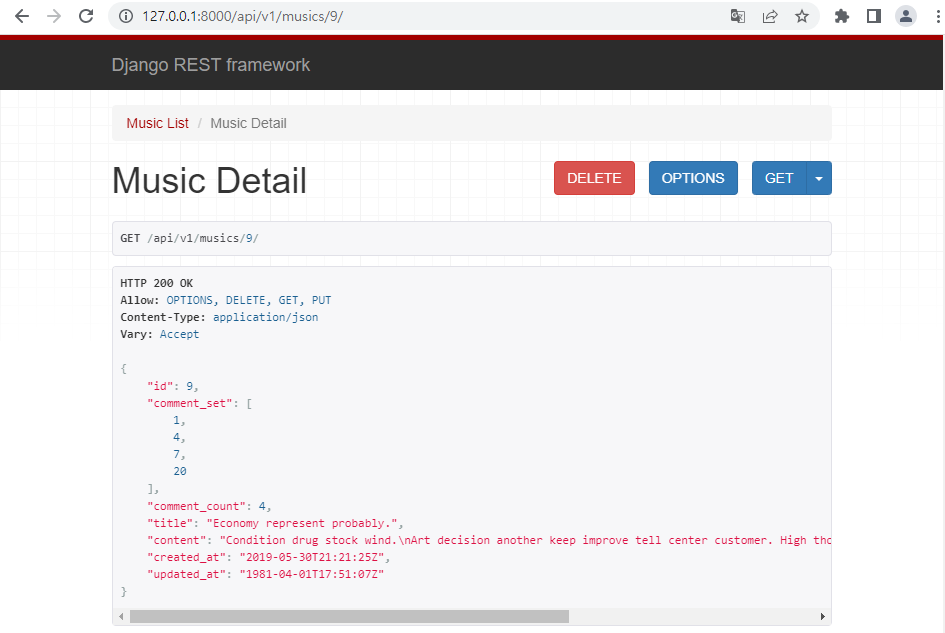 127.0.0.1:8000/api/v1/musics/9/
Django REST framework
Music List / Music Detail
Music Detail
DELETE
OPTIONS
GET
GET /api/v1/musics/9/
HTTP 200 OK
Allow: OPTIONS, DELETE, GET, PUT
Content-Type: application/json
Vary: Accept
{
    "id": 9,
    "comment_set": [
        1,
        4,
        7,
        20
    ],
    "comment_count": 4,
    "title": "Economy represent probably.",
    "content": "Condition drug stock wind.\nArt decision another keep improve tell center customer. High
    "created_at": "2019-05-30T21:21:25Z",
    "updated_at": "1981-04-01T17:51:07Z"
}